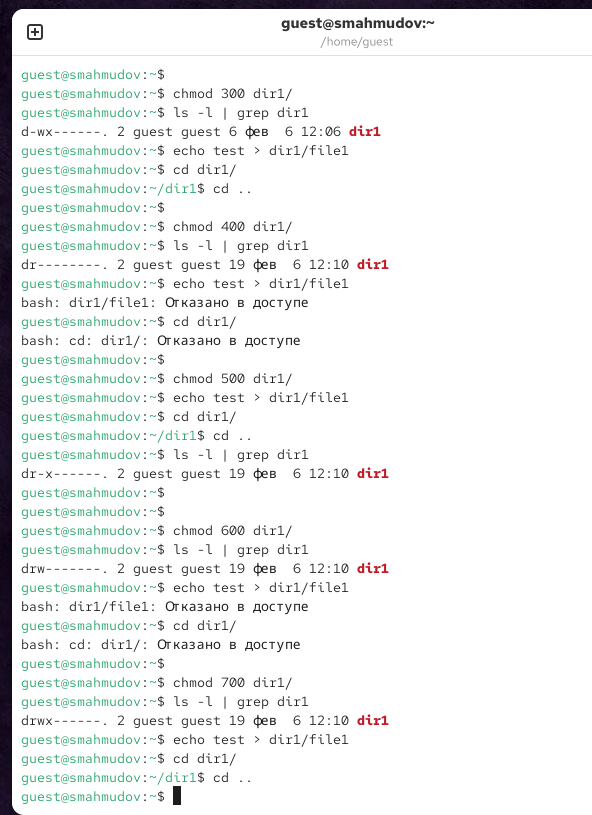 guest@smahmudov:~
/home/guest
guest@smahmudov:~$
guest@smahmudov:~$ chmod 300 dir1/
guest@smahmudov:~$ ls -l | grep dir1
d-wx------. 2 guest guest 6 фев  6 12:06 dir1
guest@smahmudov:~$ echo test > dir1/file1
guest@smahmudov:~$ cd dir1/
guest@smahmudov:~/dir1$ cd ..
guest@smahmudov:~$
guest@smahmudov:~$ chmod 400 dir1/
guest@smahmudov:~$ ls -l | grep dir1
dr--------. 2 guest guest 19 фев  6 12:10 dir1
guest@smahmudov:~$ echo test > dir1/file1
bash: dir1/file1: Отказано в доступе
guest@smahmudov:~$ cd dir1/
bash: cd: dir1/: Отказано в доступе
guest@smahmudov:~$
guest@smahmudov:~$ chmod 500 dir1/
guest@smahmudov:~$ echo test > dir1/file1
guest@smahmudov:~$ cd dir1/
guest@smahmudov:~/dir1$ cd ..
guest@smahmudov:~$ ls -l | grep dir1
dr-x------. 2 guest guest 19 фев  6 12:10 dir1
guest@smahmudov:~$
guest@smahmudov:~$
guest@smahmudov:~$ chmod 600 dir1/
guest@smahmudov:~$ ls -l | grep dir1
drw-------. 2 guest guest 19 фев  6 12:10 dir1
guest@smahmudov:~$ echo test > dir1/file1
bash: dir1/file1: Отказано в доступе
guest@smahmudov:~$ cd dir1/
bash: cd: dir1/: Отказано в доступе
guest@smahmudov:~$
guest@smahmudov:~$ chmod 700 dir1/
guest@smahmudov:~$ ls -l | grep dir1
drwx------. 2 guest guest 19 фев  6 12:10 dir1
guest@smahmudov:~$ echo test > dir1/file1
guest@smahmudov:~$ cd dir1/
guest@smahmudov:~/dir1$ cd ..
guest@smahmudov:~$